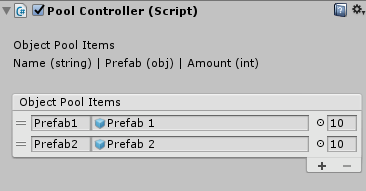 Pool Controller (Script)
Object Pool Items
Name (string) | Prefab (obj) | Amount (int)
Object Pool Items
Prefab1 Prefab 1 10
Prefab2 Prefab 2 10